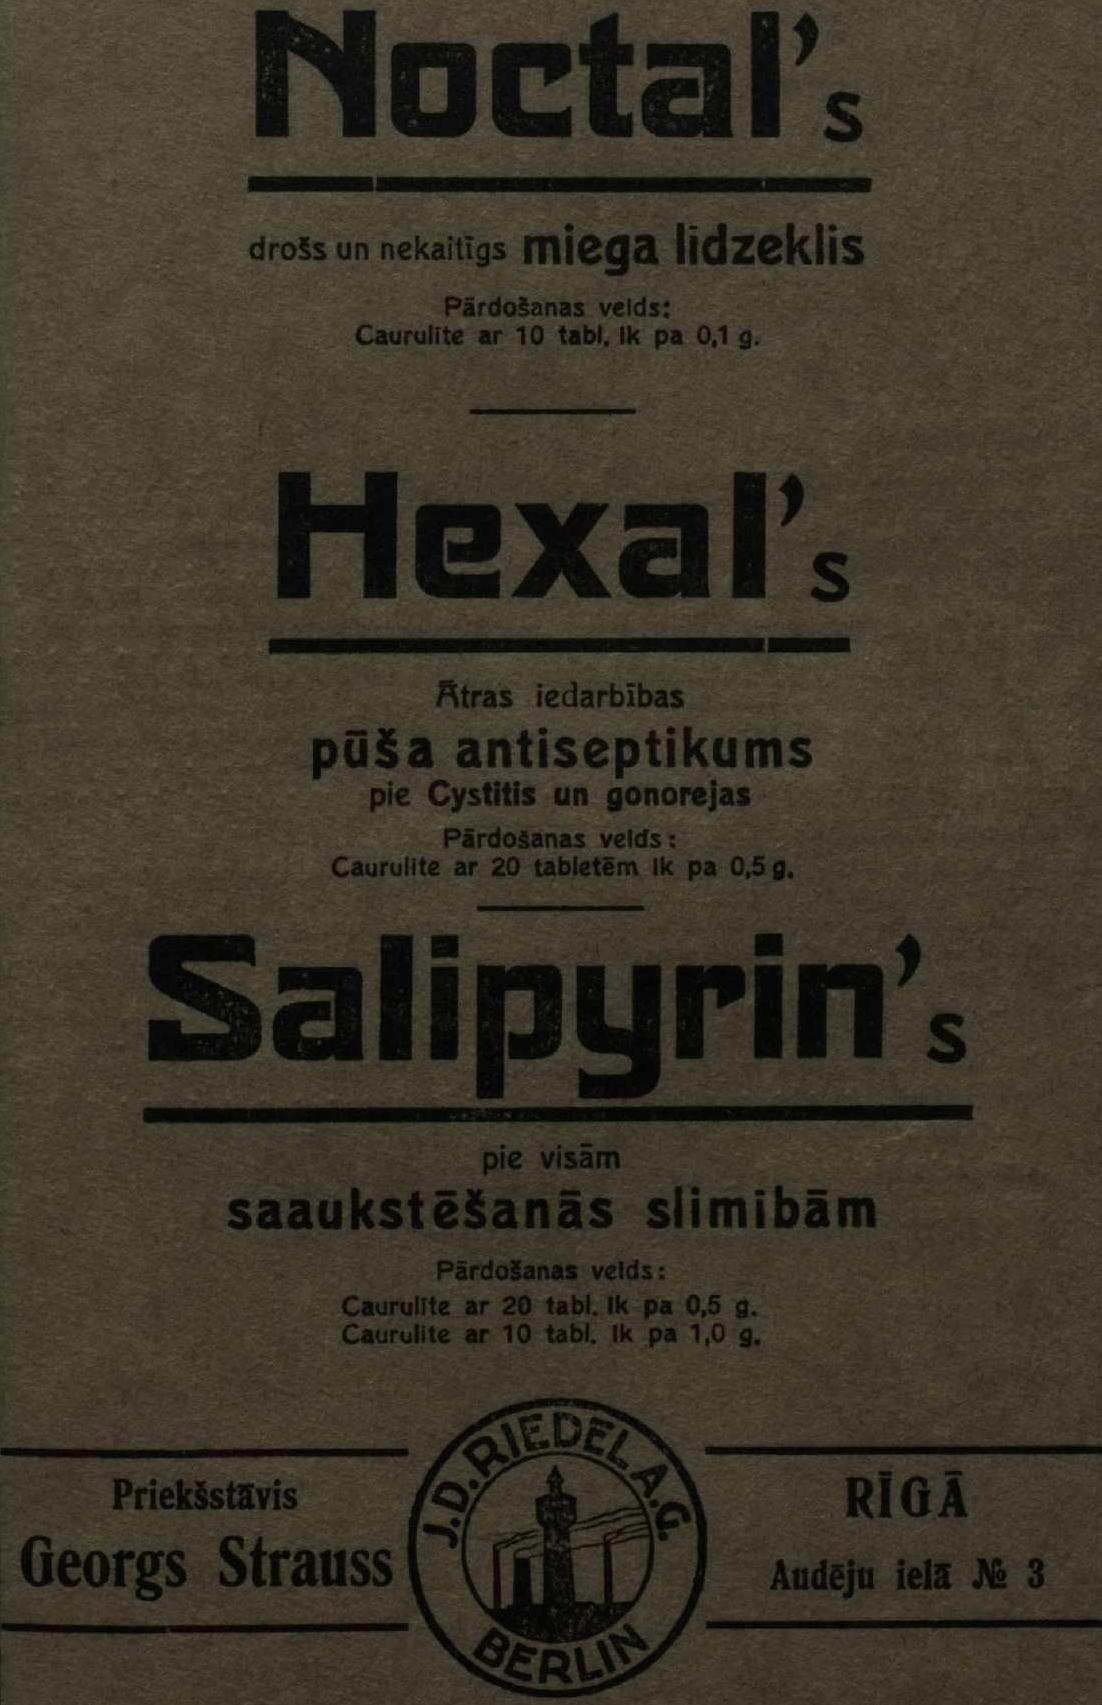 Noctal's
drošs un nekaitīgs miega līdzeklis
Pārdošanas veids:
Caurulīte ar 10 tabl. ik pa 0,1 g.
Hexal's
Ātras iedarbības
pūša antiseptikums
pie Cystitis un gonorejas
Pārdošanas veids:
Caurulīte ar 20 tabletēm ik pa 0,5 g.
Salipyrin's
pie visām
saaukstēšanās slimibām
Pārdošanas veids:
Caurulīte ar 20 tabl. ik pa 0,5 g.
Caurulīte ar 10 tabl. ik pa 1,0 g.
Priekšstāvis
Georgs Strauss
J.D. RIEDEL A.G.
BERLIN
RĪGĀ
Audēju ielā № 3